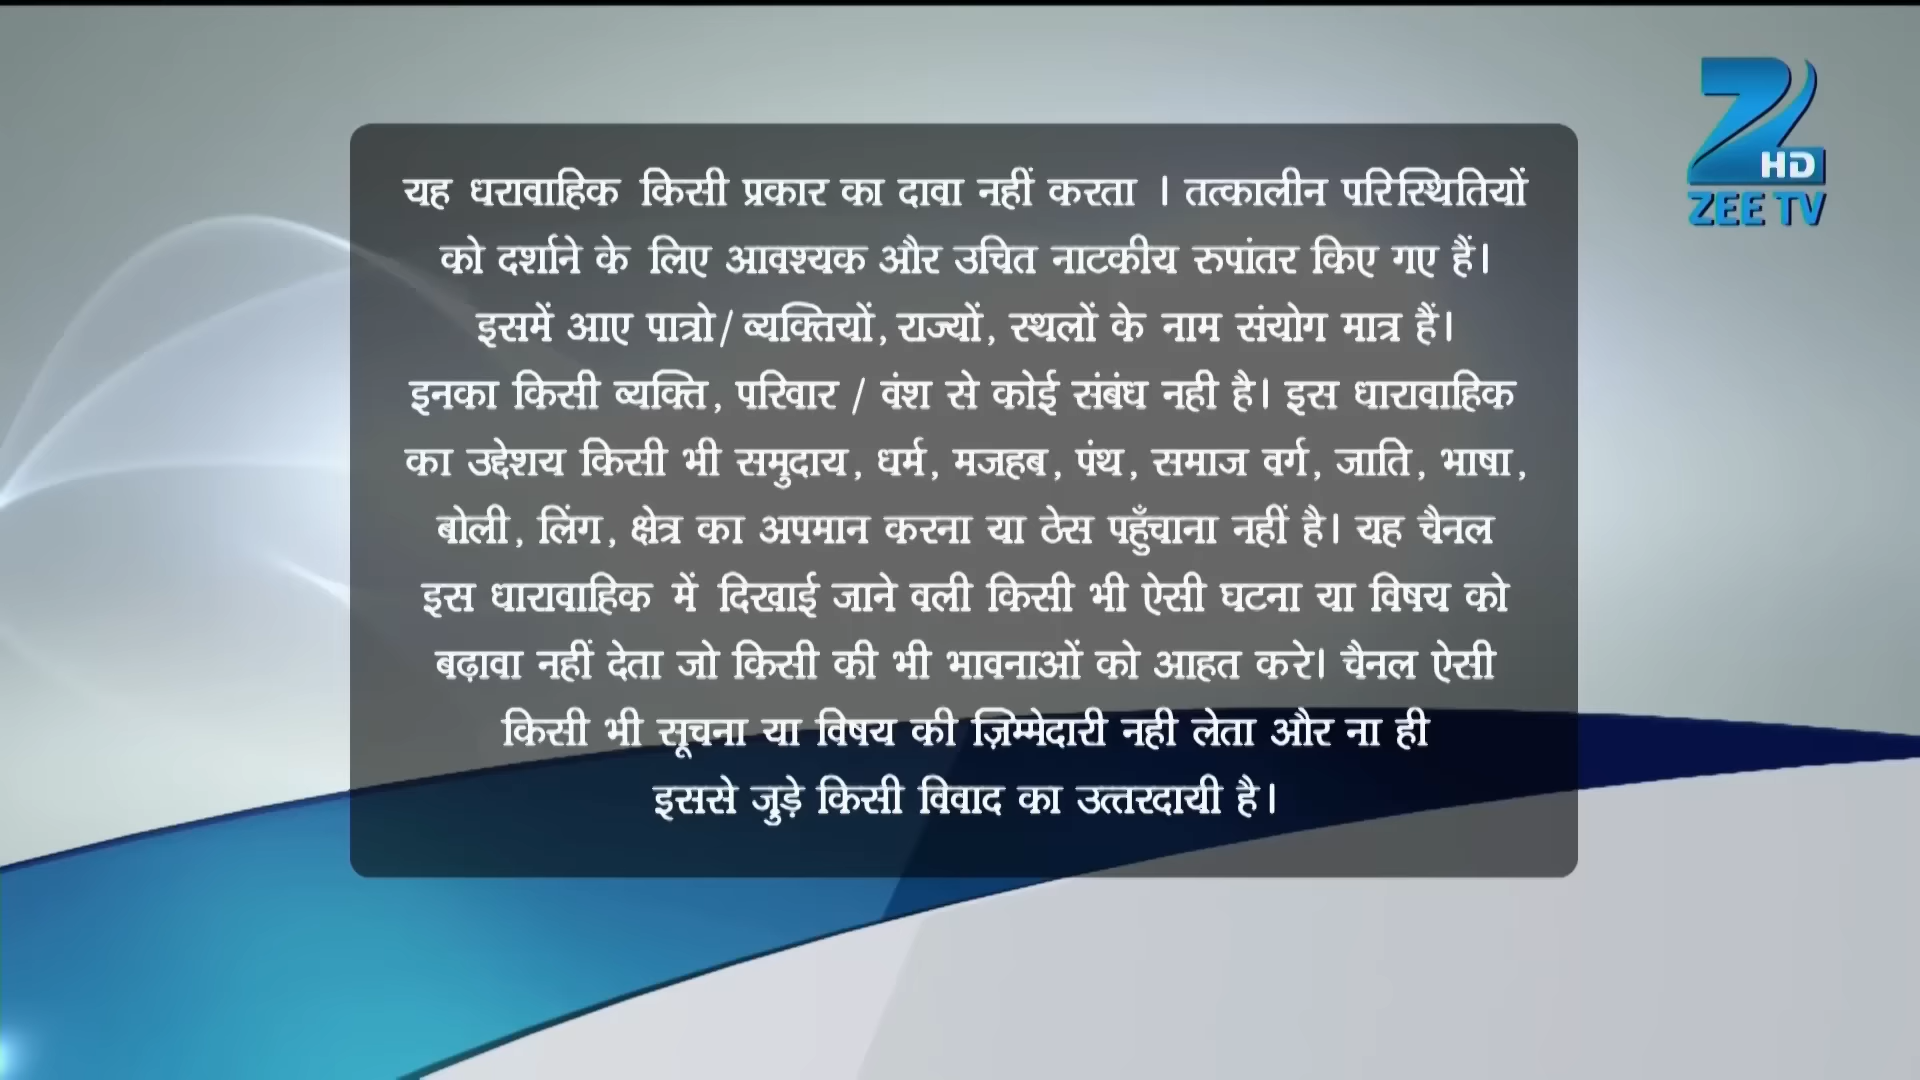 यह धरावाहिक किसी प्रकार का दावा नहीं करता । तत्कालीन परिस्थितियों
को दर्शाने के लिए आवश्यक और उचित नाटकीय रुपांतर किए गए हैं।
इसमें आए पात्रो/ व्यक्तियों, राज्यों, स्थलों के नाम संयोग मात्र हैं।
इनका किसी व्यक्ति, परिवार / वंश से कोई संबंध नही है। इस धारावाहिक
का उद्देशय किसी भी समुदाय, धर्म, मजहब, पंथ, समाज वर्ग, जाति, भाषा,
बोली, लिंग, क्षेत्र का अपमान करना या ठेस पहुँचाना नहीं है। यह चैनल
इस धारावाहिक में दिखाई जाने वली किसी भी ऐसी घटना या विषय को
बढ़ावा नहीं देता जो किसी की भी भावनाओं को आहत करे। चैनल ऐसी
किसी भी सूचना या विषय की ज़िम्मेदारी नही लेता और ना ही
इससे जुड़े किसी विवाद का उत्तरदायी है।
HD
ZEE TV